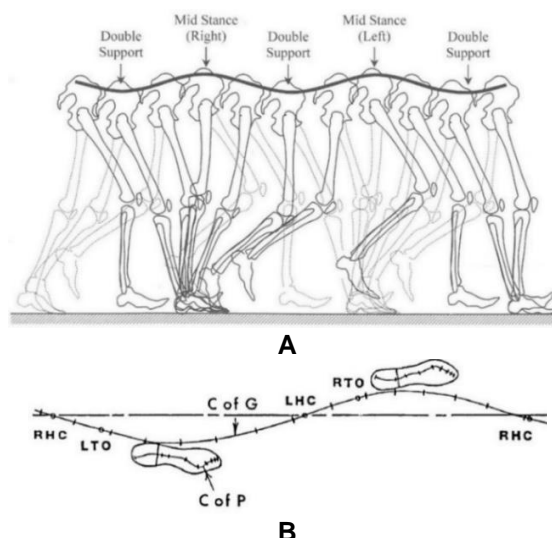 Mid Stance
(Right)
Mid Stance
(Left)
Double
Support
Double
Support
Double
Support
A
RHC
LTO
C of G
C of P
LHC
RTO
RHC
B